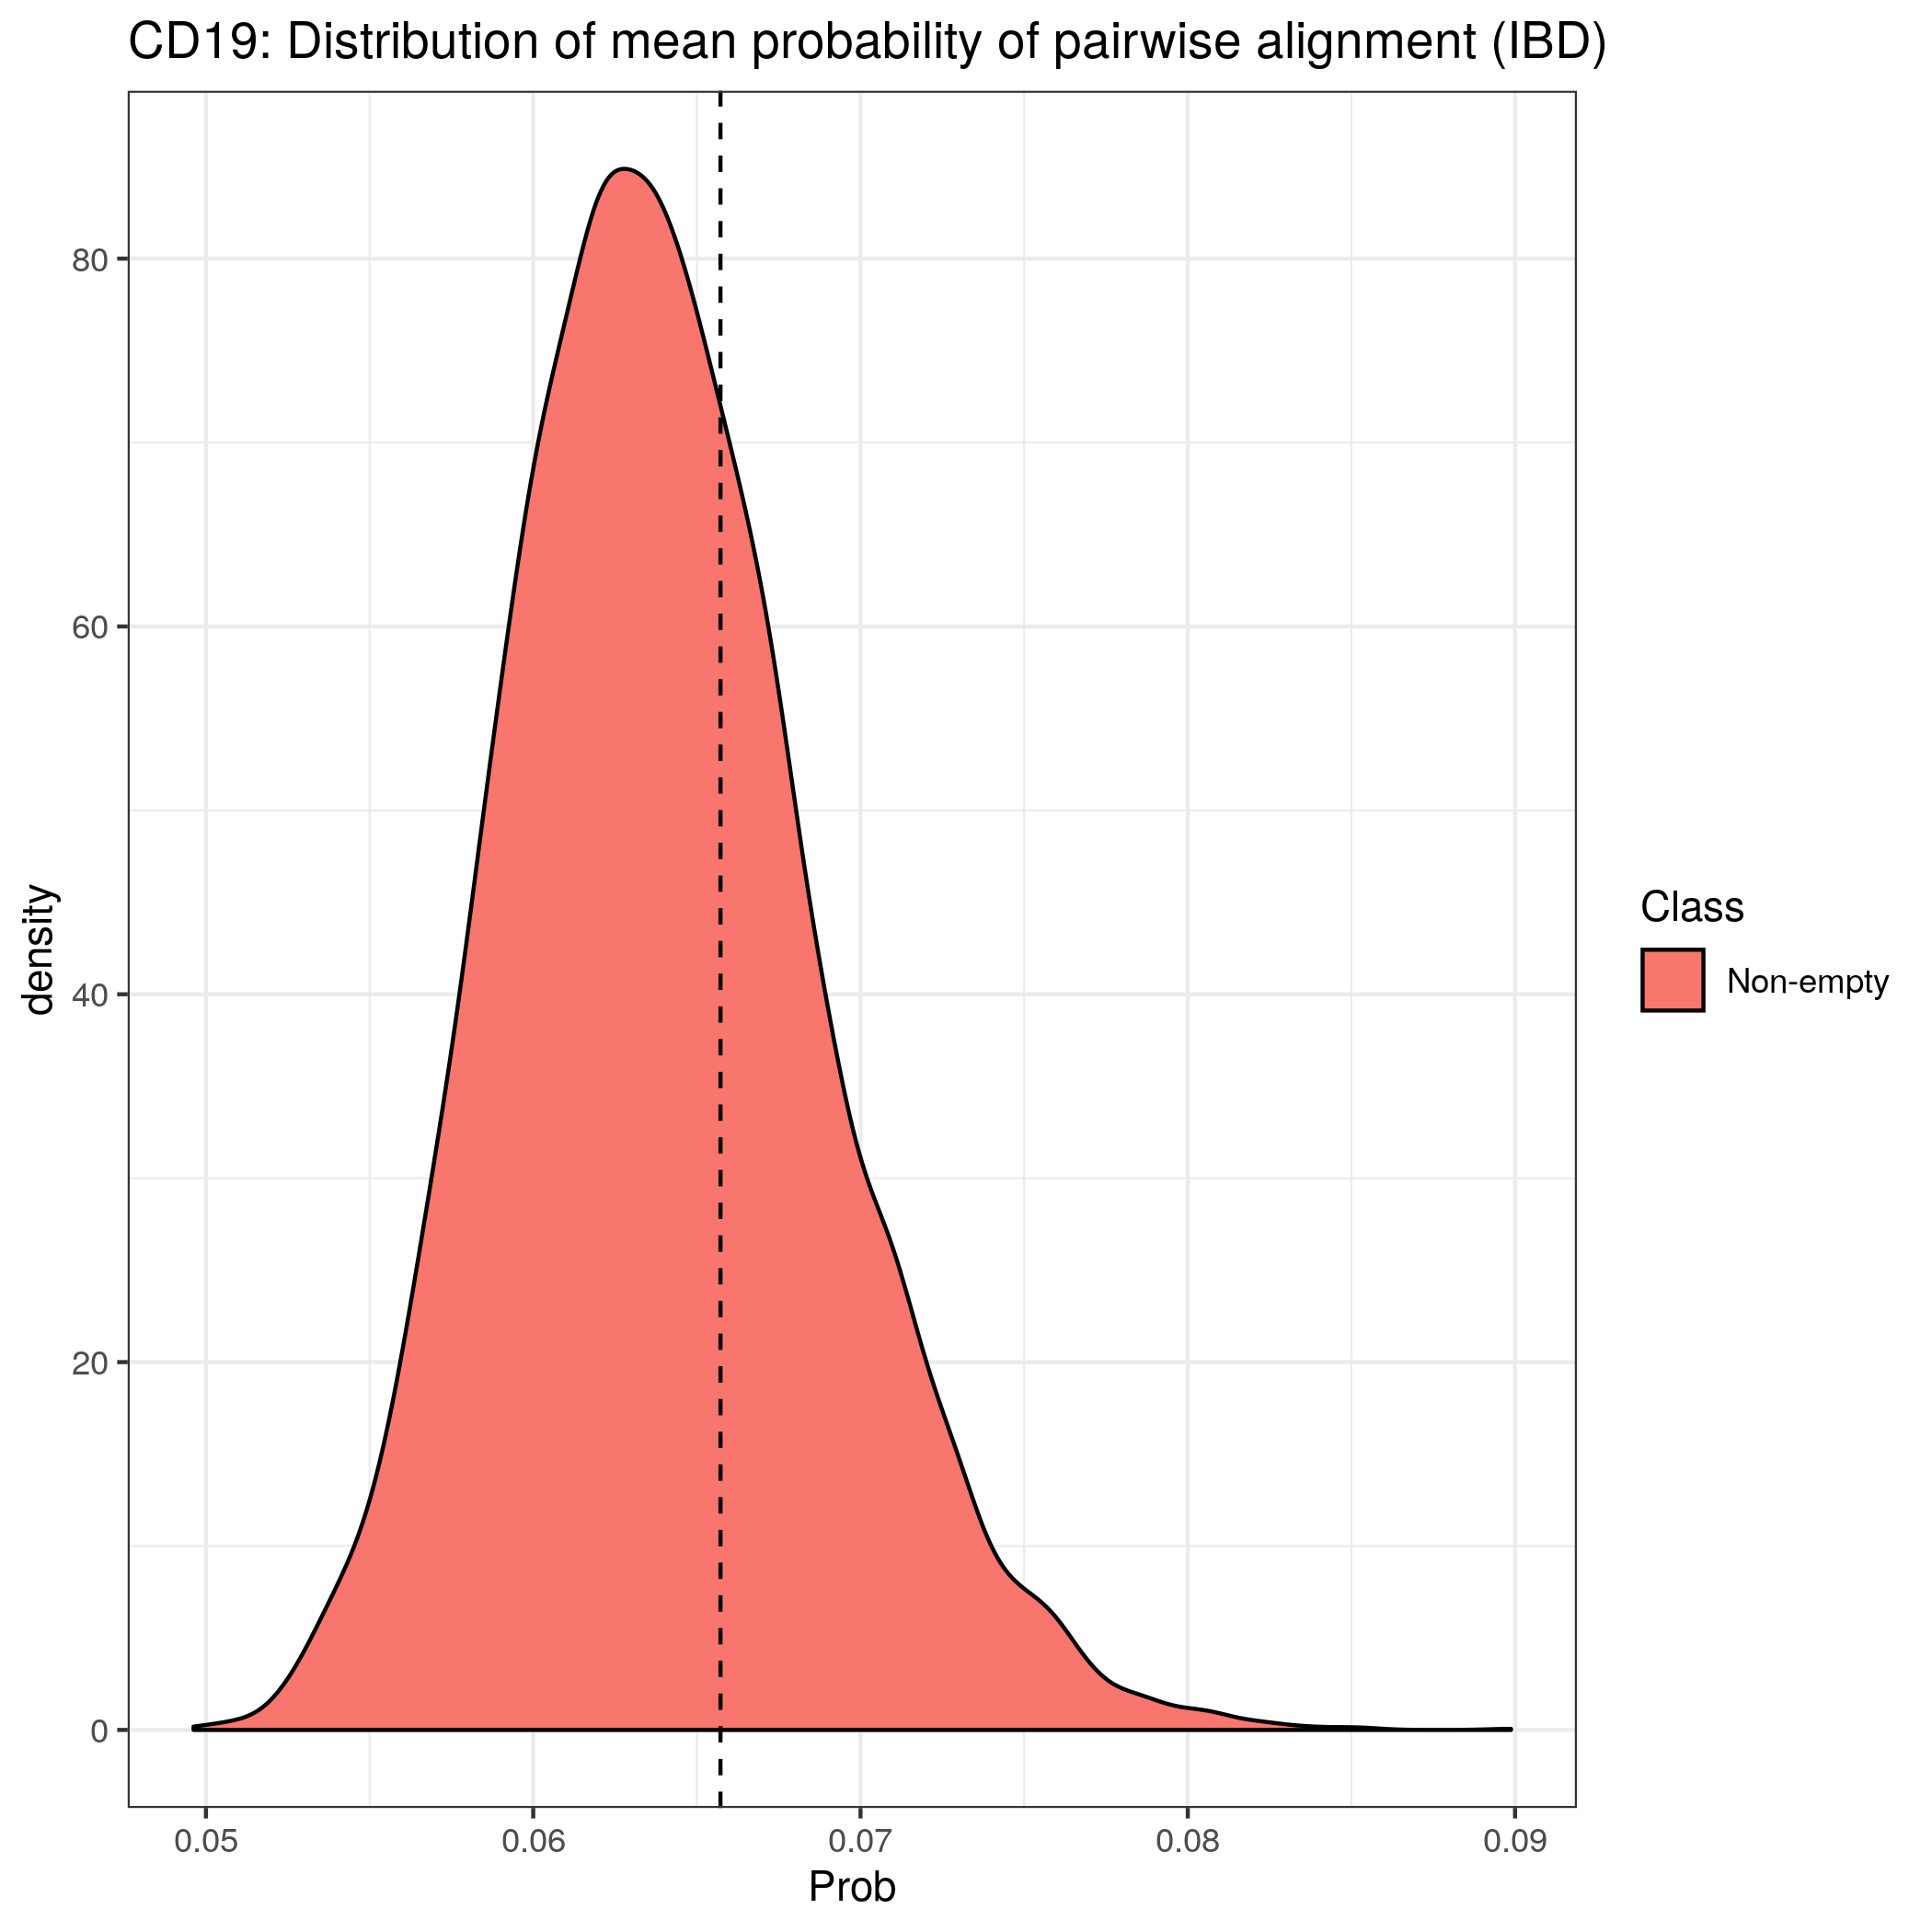 CD19: Distribution of mean probability of pairwise alignment (IBD)
80
60
40
20
0
density
0.05 0.06 0.07 0.08 0.09
Prob
Class
Non-empty